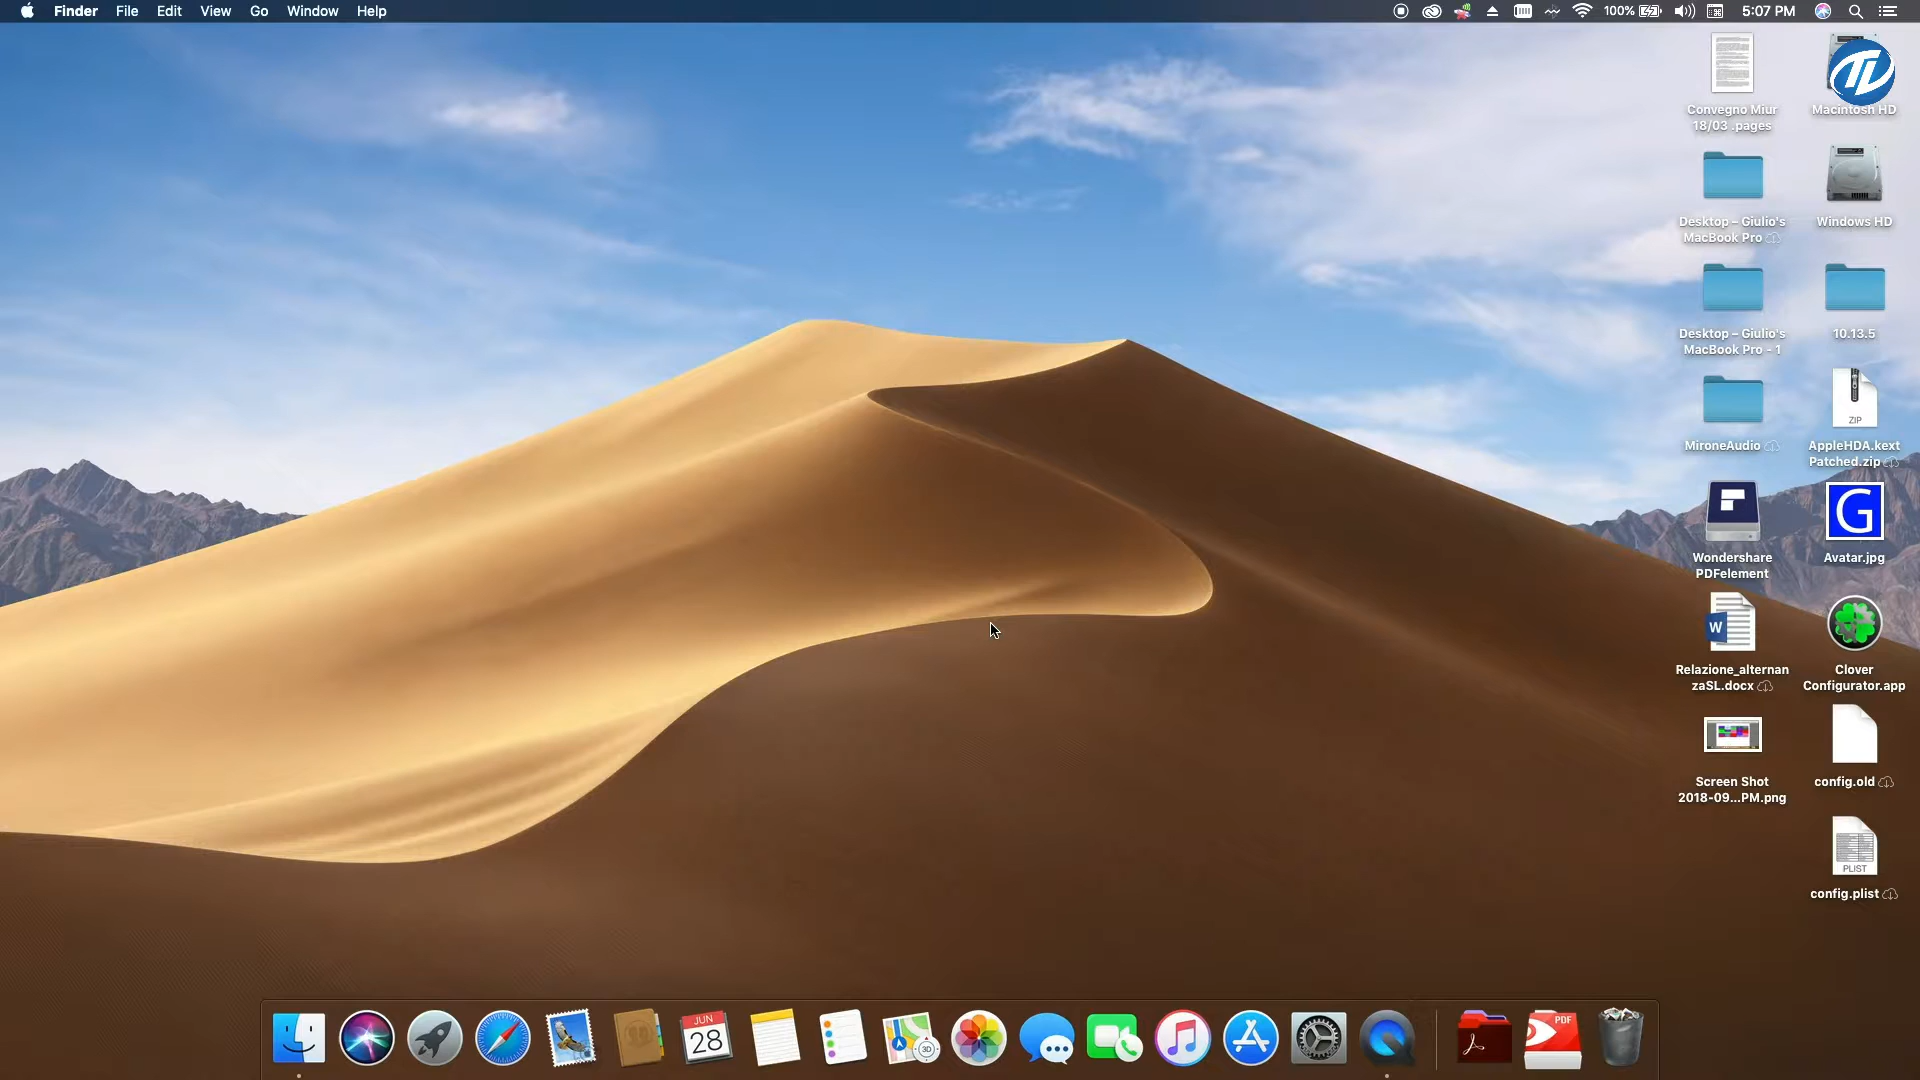 Finder File Edit View Go Window Help
100% 5:07 PM
Convegno Miur
18/03 .pages
Macintosh HD
Desktop – Giulio's
MacBook Pro
Windows HD
Desktop – Giulio's
MacBook Pro - 1
10.13.5
MironeAudio
ZIP
AppleHDA.kext
Patched.zip
Wondershare
PDFelement
G
Avatar.jpg
W
Relazione_alternan
zaSL.docx
Clover
Configurator.app
Screen Shot
2018-09...PM.png
config.old
PLIST
config.plist
JUN
28
3D
PDF